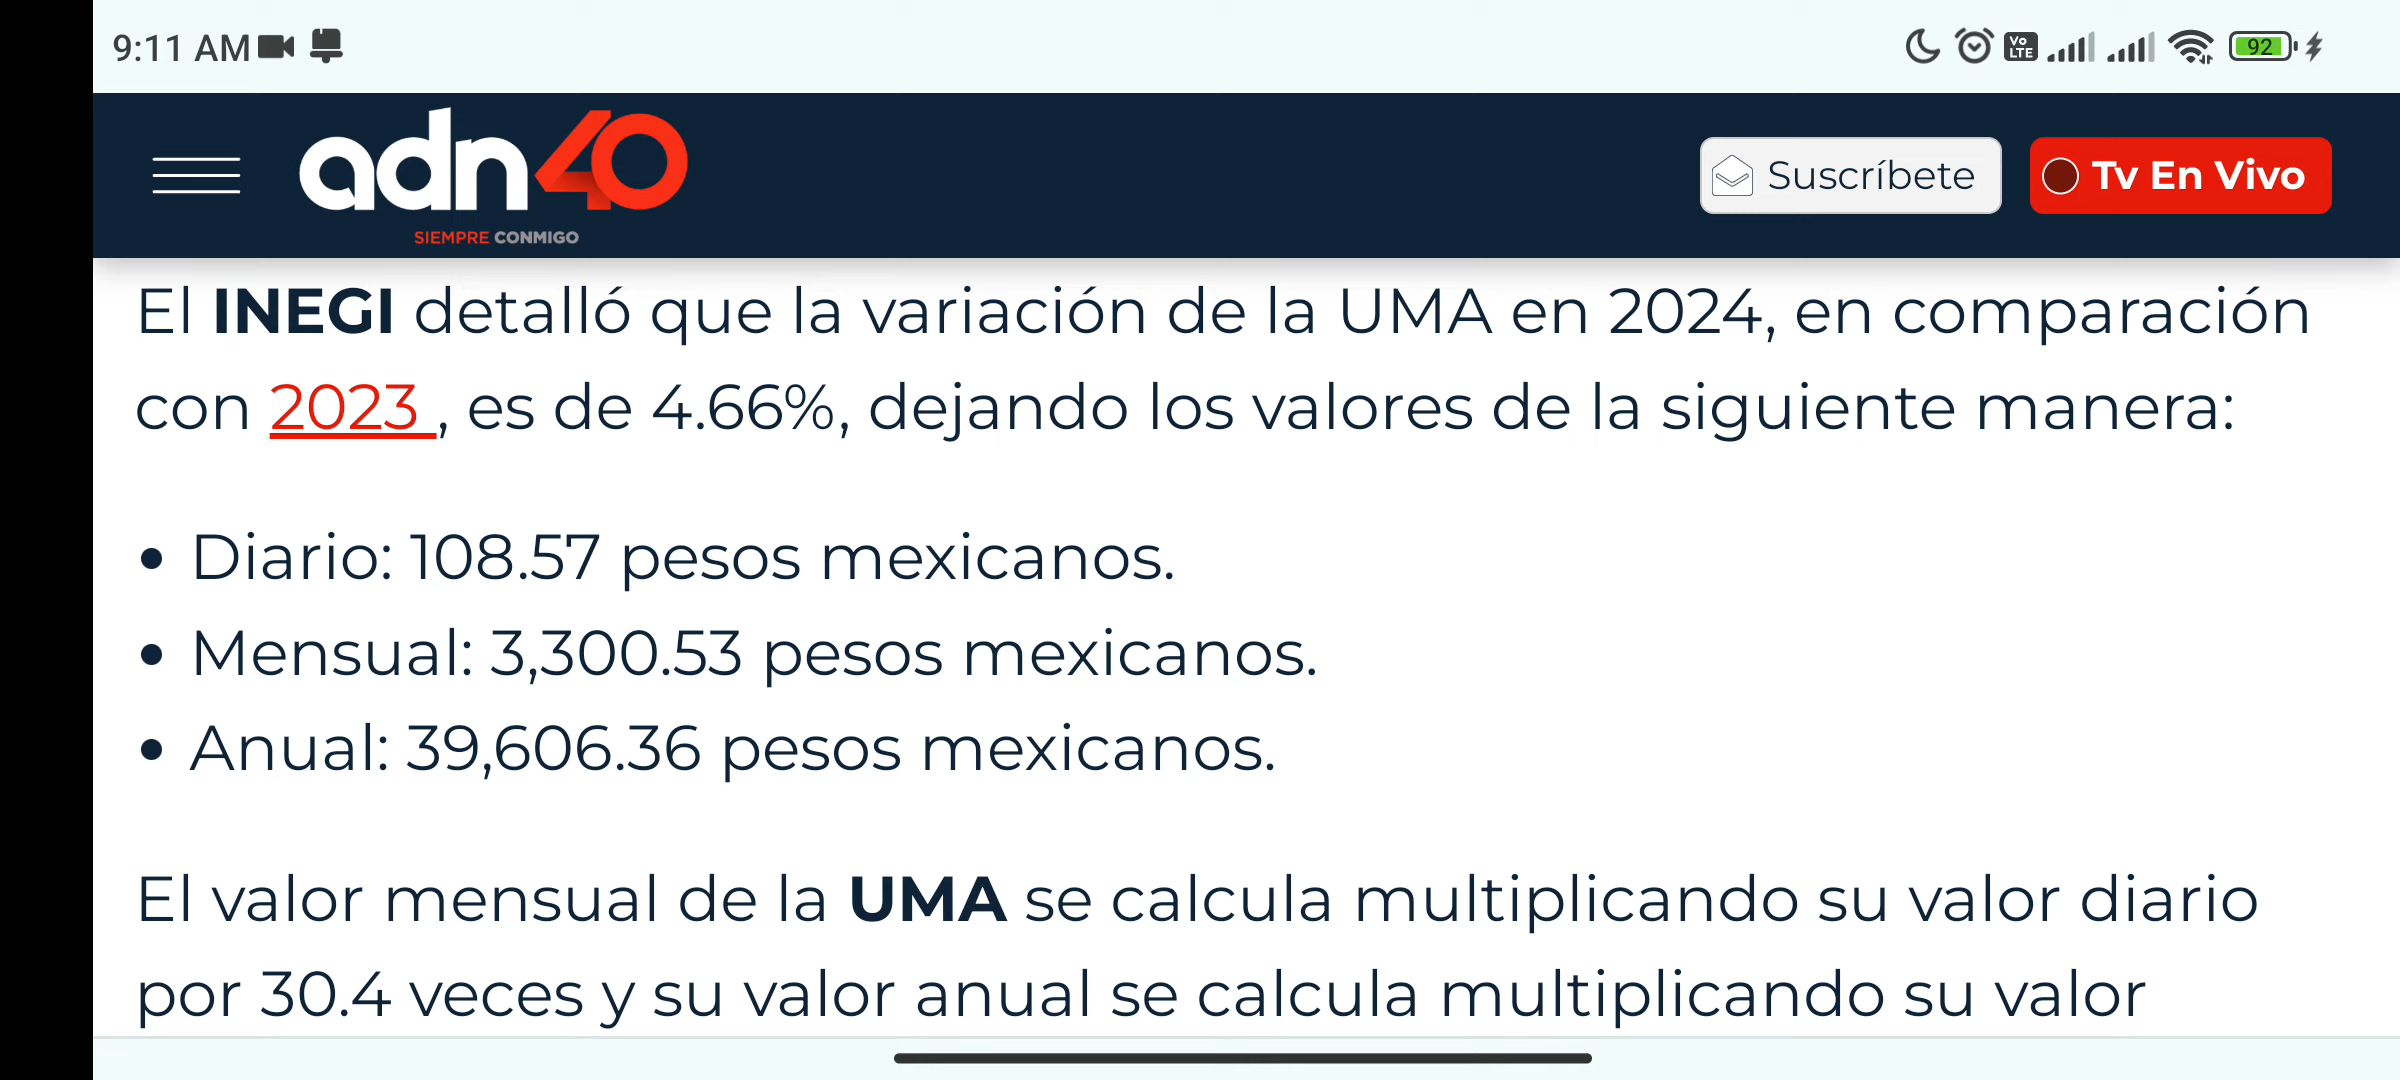 9:11 AM
Vo LTE
92
adn40
SIEMPRE CONMIGO
Suscríbete
Tv En Vivo
El INEGI detalló que la variación de la UMA en 2024, en comparación
con 2023 , es de 4.66%, dejando los valores de la siguiente manera:
• Diario: 108.57 pesos mexicanos.
• Mensual: 3,300.53 pesos mexicanos.
• Anual: 39,606.36 pesos mexicanos.
El valor mensual de la UMA se calcula multiplicando su valor diario
por 30.4 veces y su valor anual se calcula multiplicando su valor